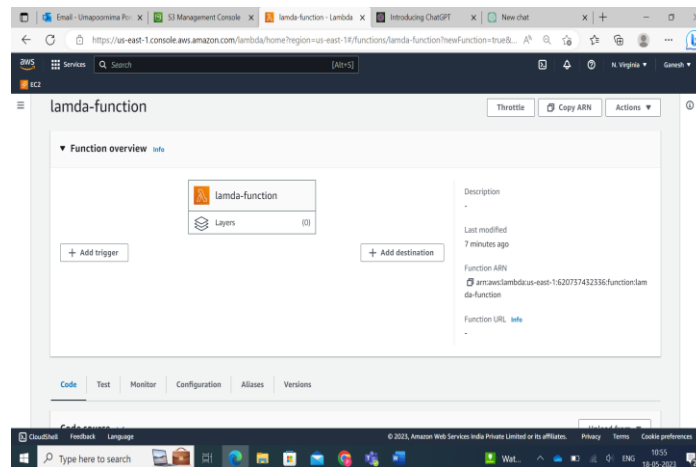 Email - Umapoornima Po
S3 Management Console
lamda-function - Lambda
Introducing ChatGPT
New chat
https://us-east-1.console.aws.amazon.com/lambda/home?region=us-east-1#/functions/lamda-function?newFunction=true&...
aws
Services
Search
[Alt+S]
N. Virginia
Ganesh
EC2
lamda-function
Throttle
Copy ARN
Actions
Function overview Info
lamda-function
Layers (0)
+ Add trigger
+ Add destination
Description
-
Last modified
7 minutes ago
Function ARN
arn:aws:lambda:us-east-1:620737432336:function:lam
da-function
Function URL Info
-
Code Test Monitor Configuration Aliases Versions
CloudShell Feedback Language © 2023, Amazon Web Services India Private Limited or its affiliates. Privacy Terms Cookie preferences
Type here to search
Wat...
ENG
10:55
18-05-2023